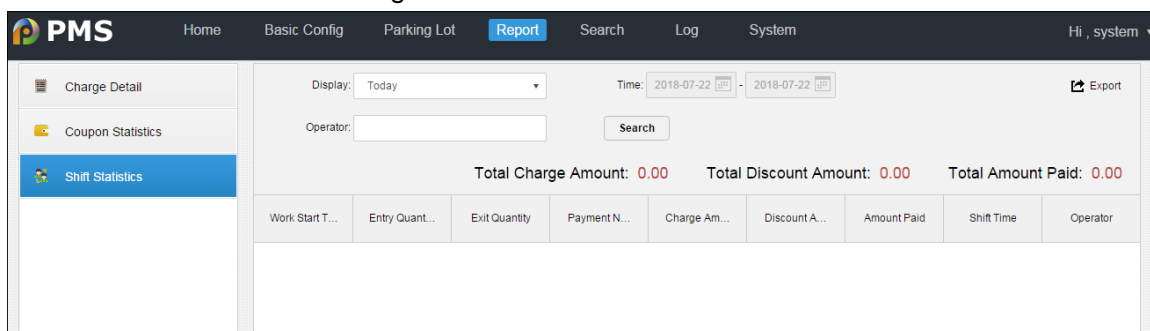 PMS Home Basic Config Parking Lot Report Search Log System Hi , system
Charge Detail
Coupon Statistics
Shift Statistics
Display: Today Time: 2018-07-22 - 2018-07-22 Export
Operator: Search
Total Charge Amount: 0.00 Total Discount Amount: 0.00 Total Amount Paid: 0.00
Work Start T... Entry Quant... Exit Quantity Payment N... Charge Am... Discount A... Amount Paid Shift Time Operator